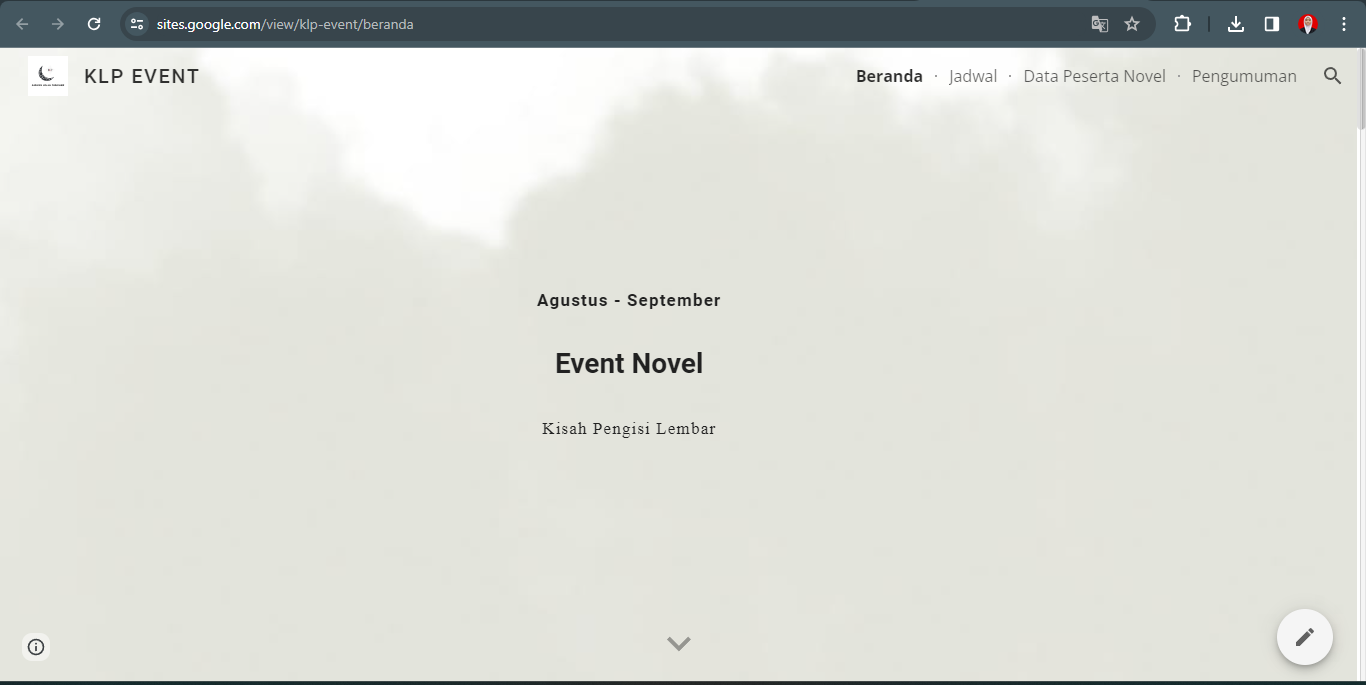 sites.google.com/view/klp-event/beranda
KLP EVENT
Beranda · Jadwal · Data Peserta Novel · Pengumuman
Agustus - September
Event Novel
Kisah Pengisi Lembar